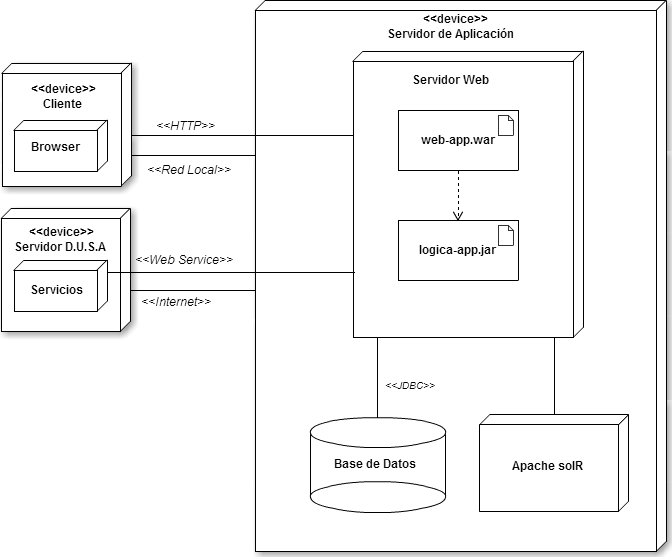 <<device>>
Servidor de Aplicación
Servidor Web
web-app.war
logica-app.jar
<<device>>
Cliente
Browser
<<HTTP>>
<<Red Local>>
<<device>>
Servidor D.U.S.A
Servicios
<<Web Service>>
<<Internet>>
<<JDBC>>
Base de Datos
Apache solR